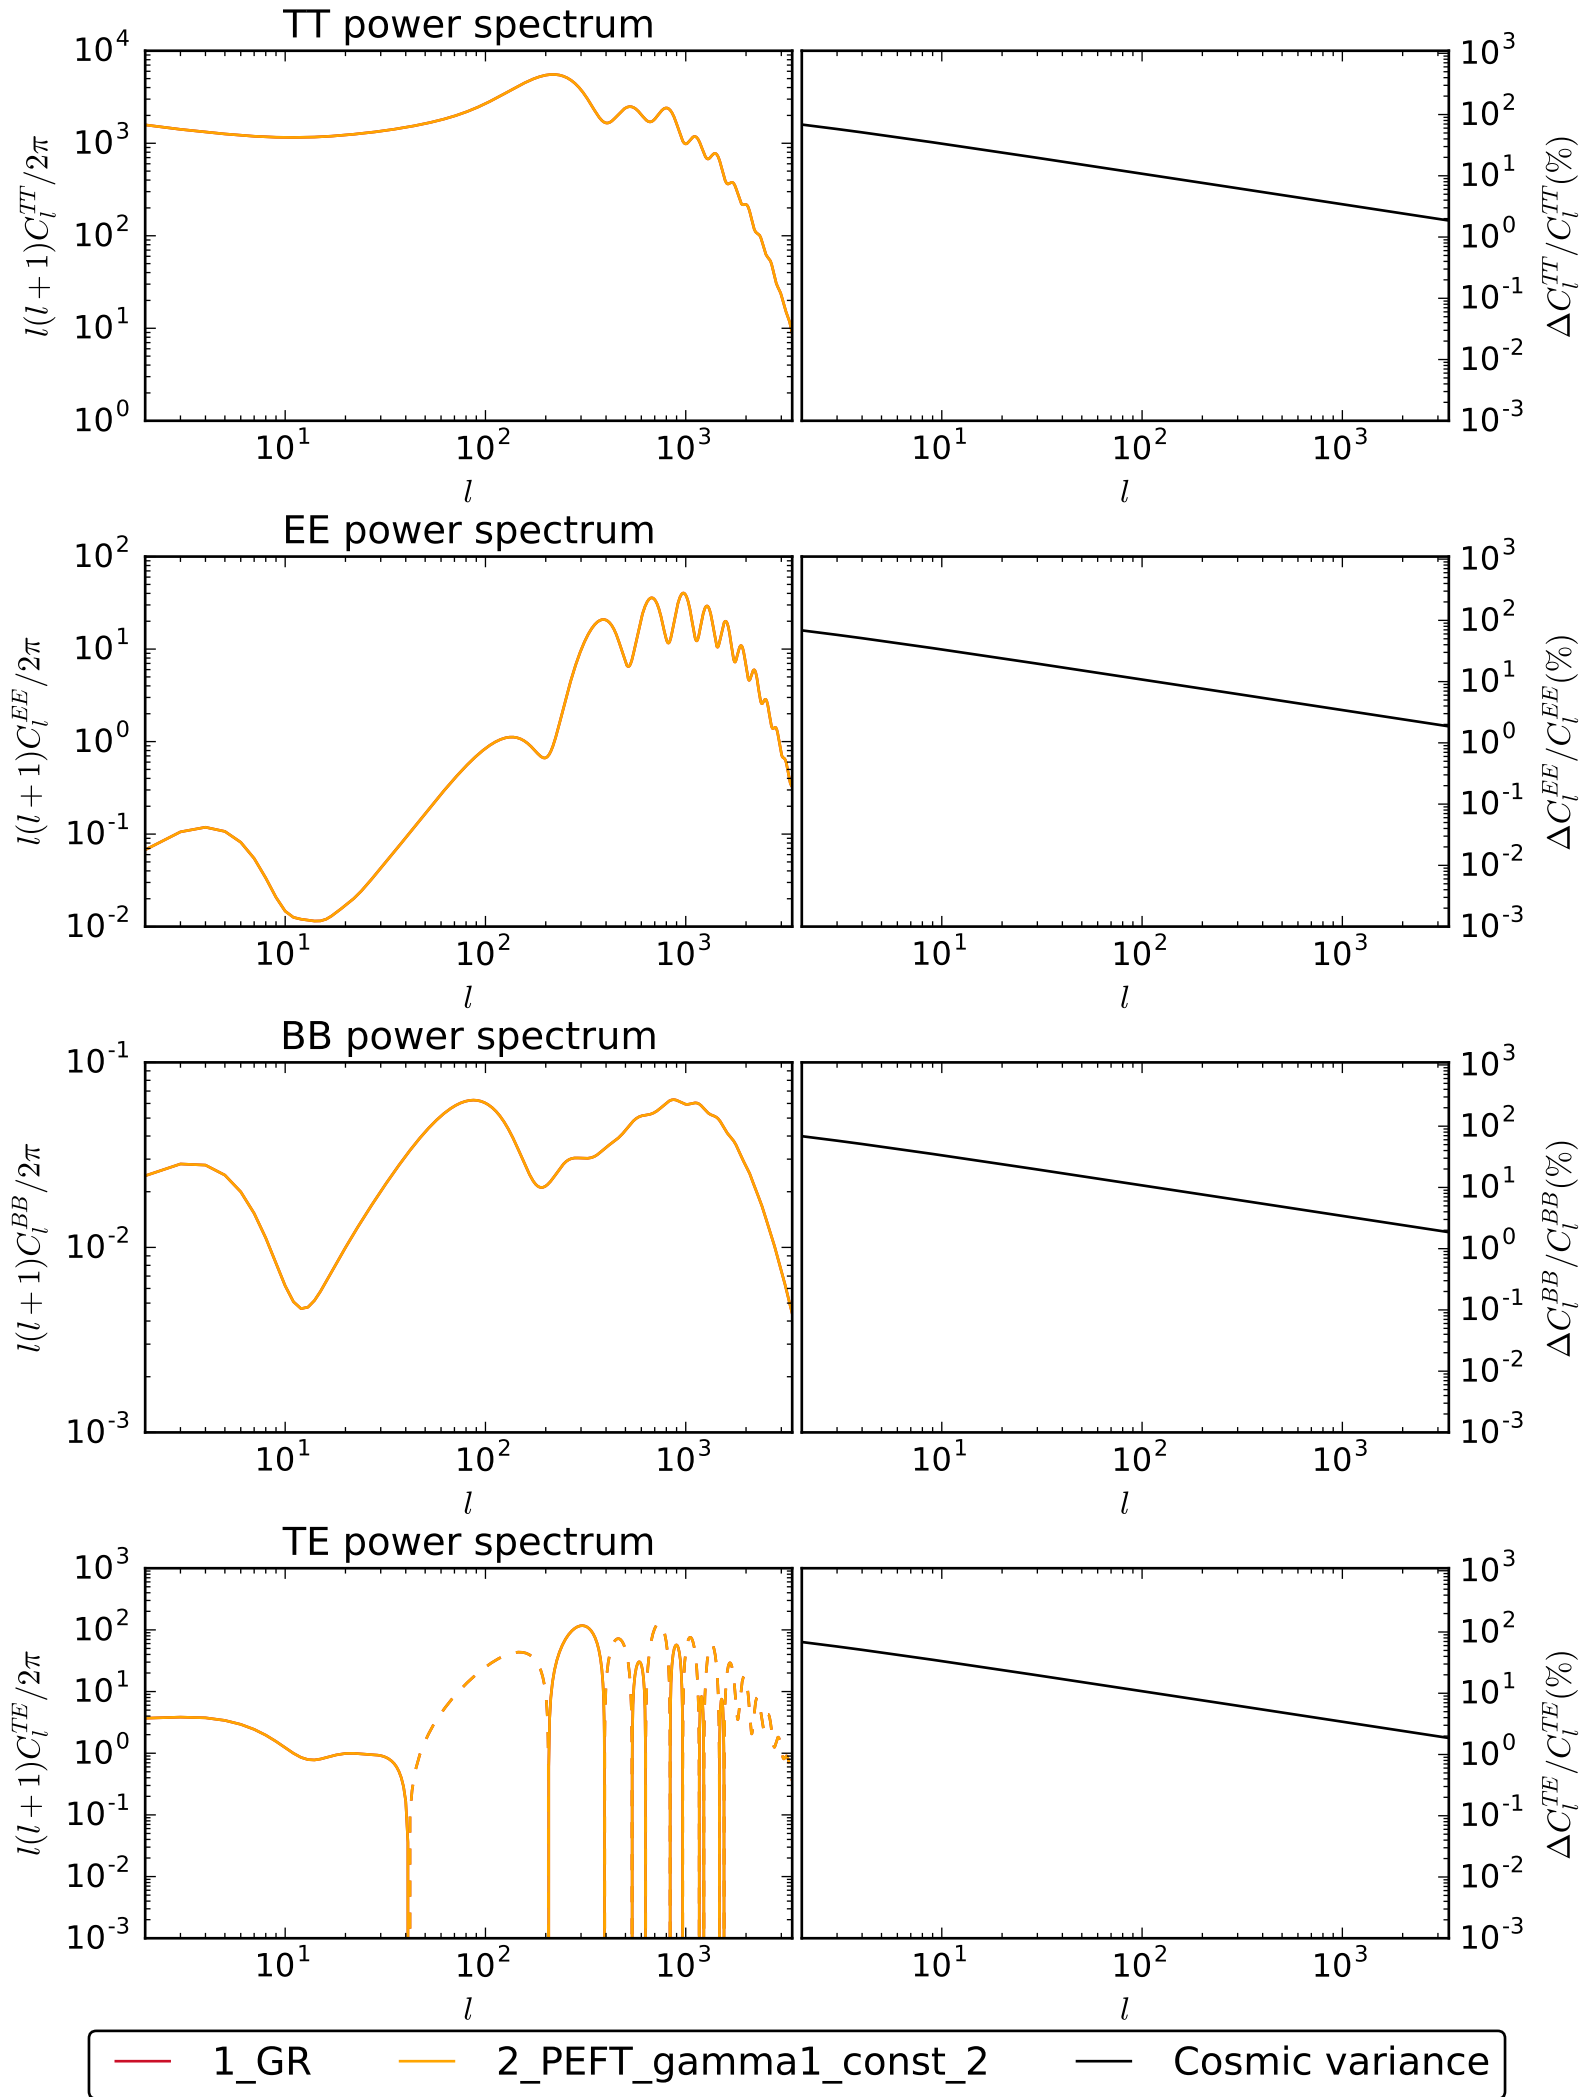 TT power spectrum
10^4
10^3
10^2
10^1
10^0
l(l+1)C_l^{TT}/2π
10^1 10^2 10^3
l
10^3
10^2
10^1
10^0
10^-1
10^-2
10^-3
ΔC_l^{TT}/C_l^{TT}(%)
10^1 10^2 10^3
l
EE power spectrum
10^2
10^1
10^0
10^-1
10^-2
l(l+1)C_l^{EE}/2π
10^1 10^2 10^3
l
10^3
10^2
10^1
10^0
10^-1
10^-2
10^-3
ΔC_l^{EE}/C_l^{EE}(%)
10^1 10^2 10^3
l
BB power spectrum
10^-1
10^-2
10^-3
l(l+1)C_l^{BB}/2π
10^1 10^2 10^3
l
10^3
10^2
10^1
10^0
10^-1
10^-2
10^-3
ΔC_l^{BB}/C_l^{BB}(%)
10^1 10^2 10^3
l
TE power spectrum
10^3
10^2
10^1
10^0
10^-1
10^-2
10^-3
l(l+1)C_l^{TE}/2π
10^1 10^2 10^3
l
10^3
10^2
10^1
10^0
10^-1
10^-2
10^-3
ΔC_l^{TE}/C_l^{TE}(%)
10^1 10^2 10^3
l
1_GR 2_PEFT_gamma1_const_2 Cosmic variance